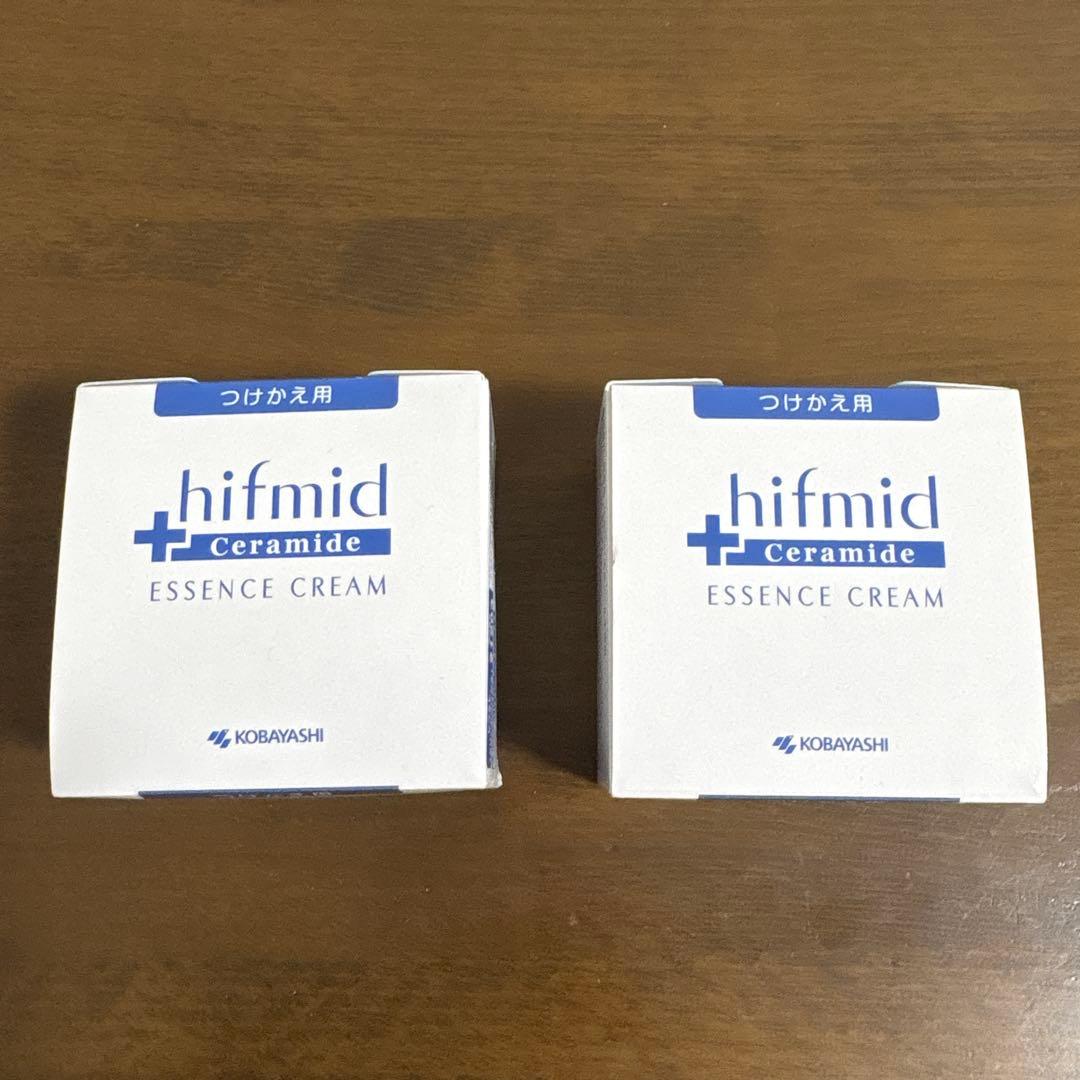 つけかえ用
hifmid
Ceramide
ESSENCE CREAM
KOBAYASHI
つけかえ用
hifmid
Ceramide
ESSENCE CREAM
KOBAYASHI